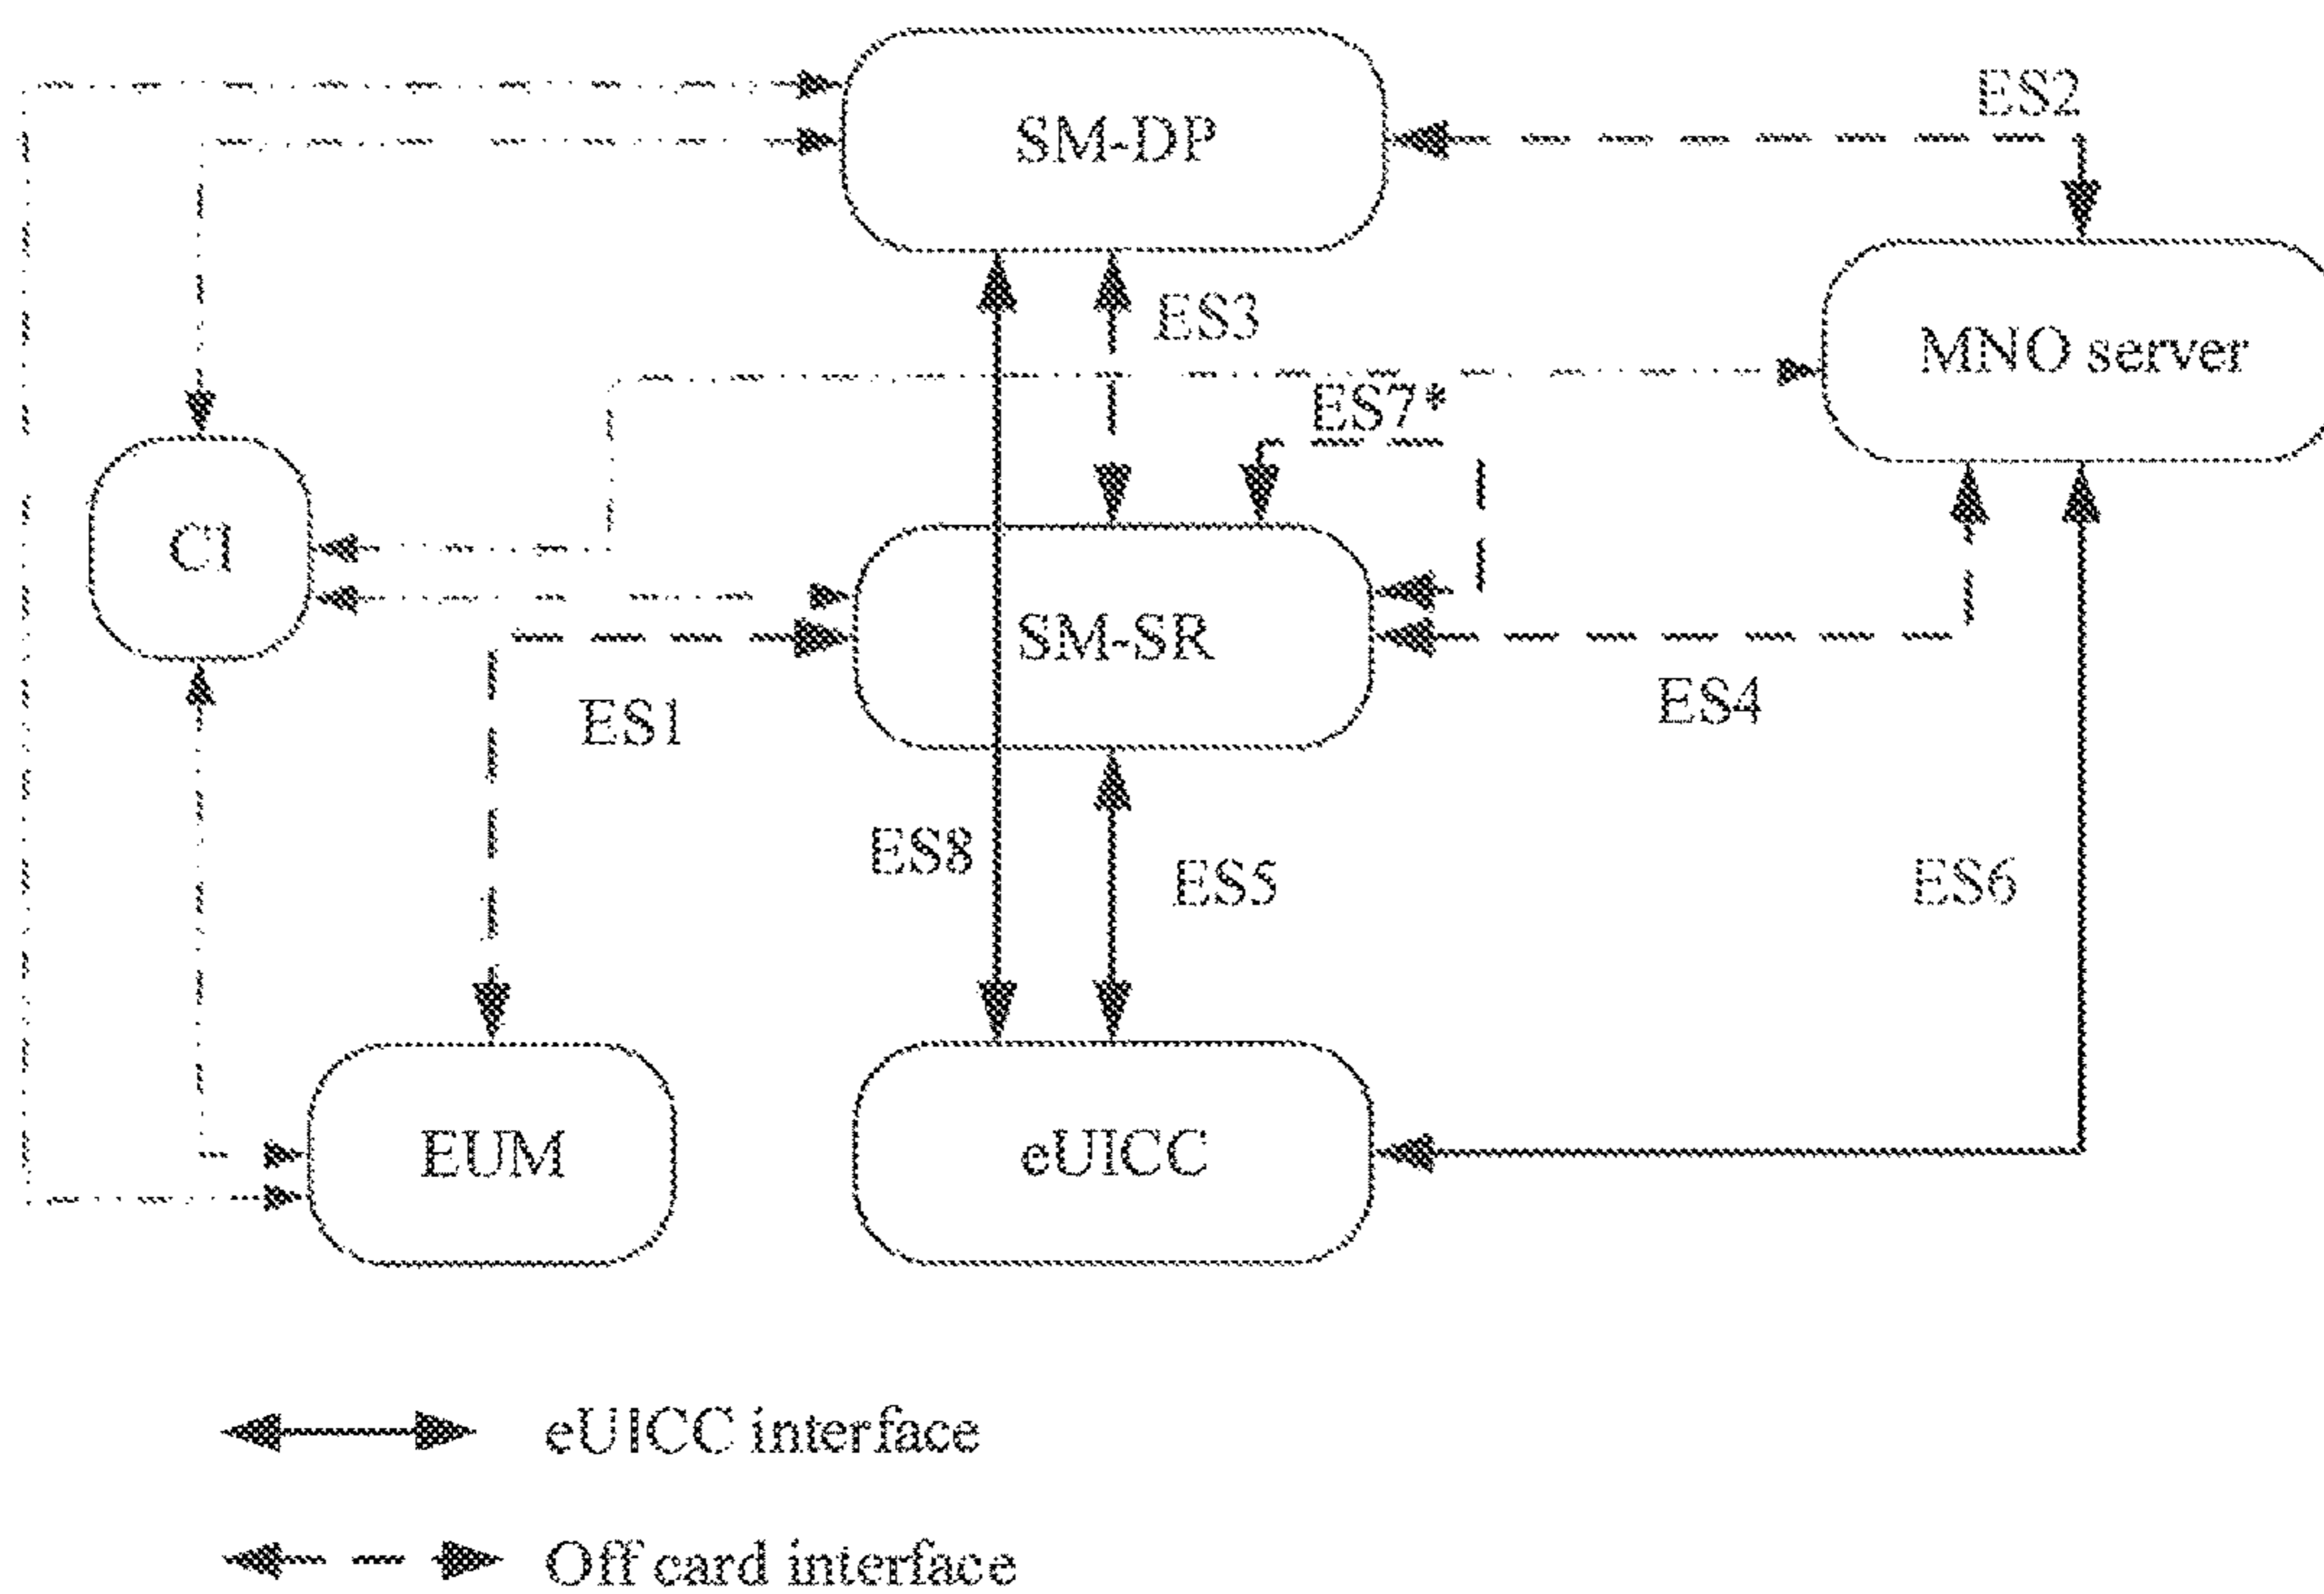 ES2
SM-DP
ES3
MNO server
ES7*
CI
SM-SR
ES1
ES4
ES8
ES5
ES6
EUM
eUICC
eUICC interface
Off card interface